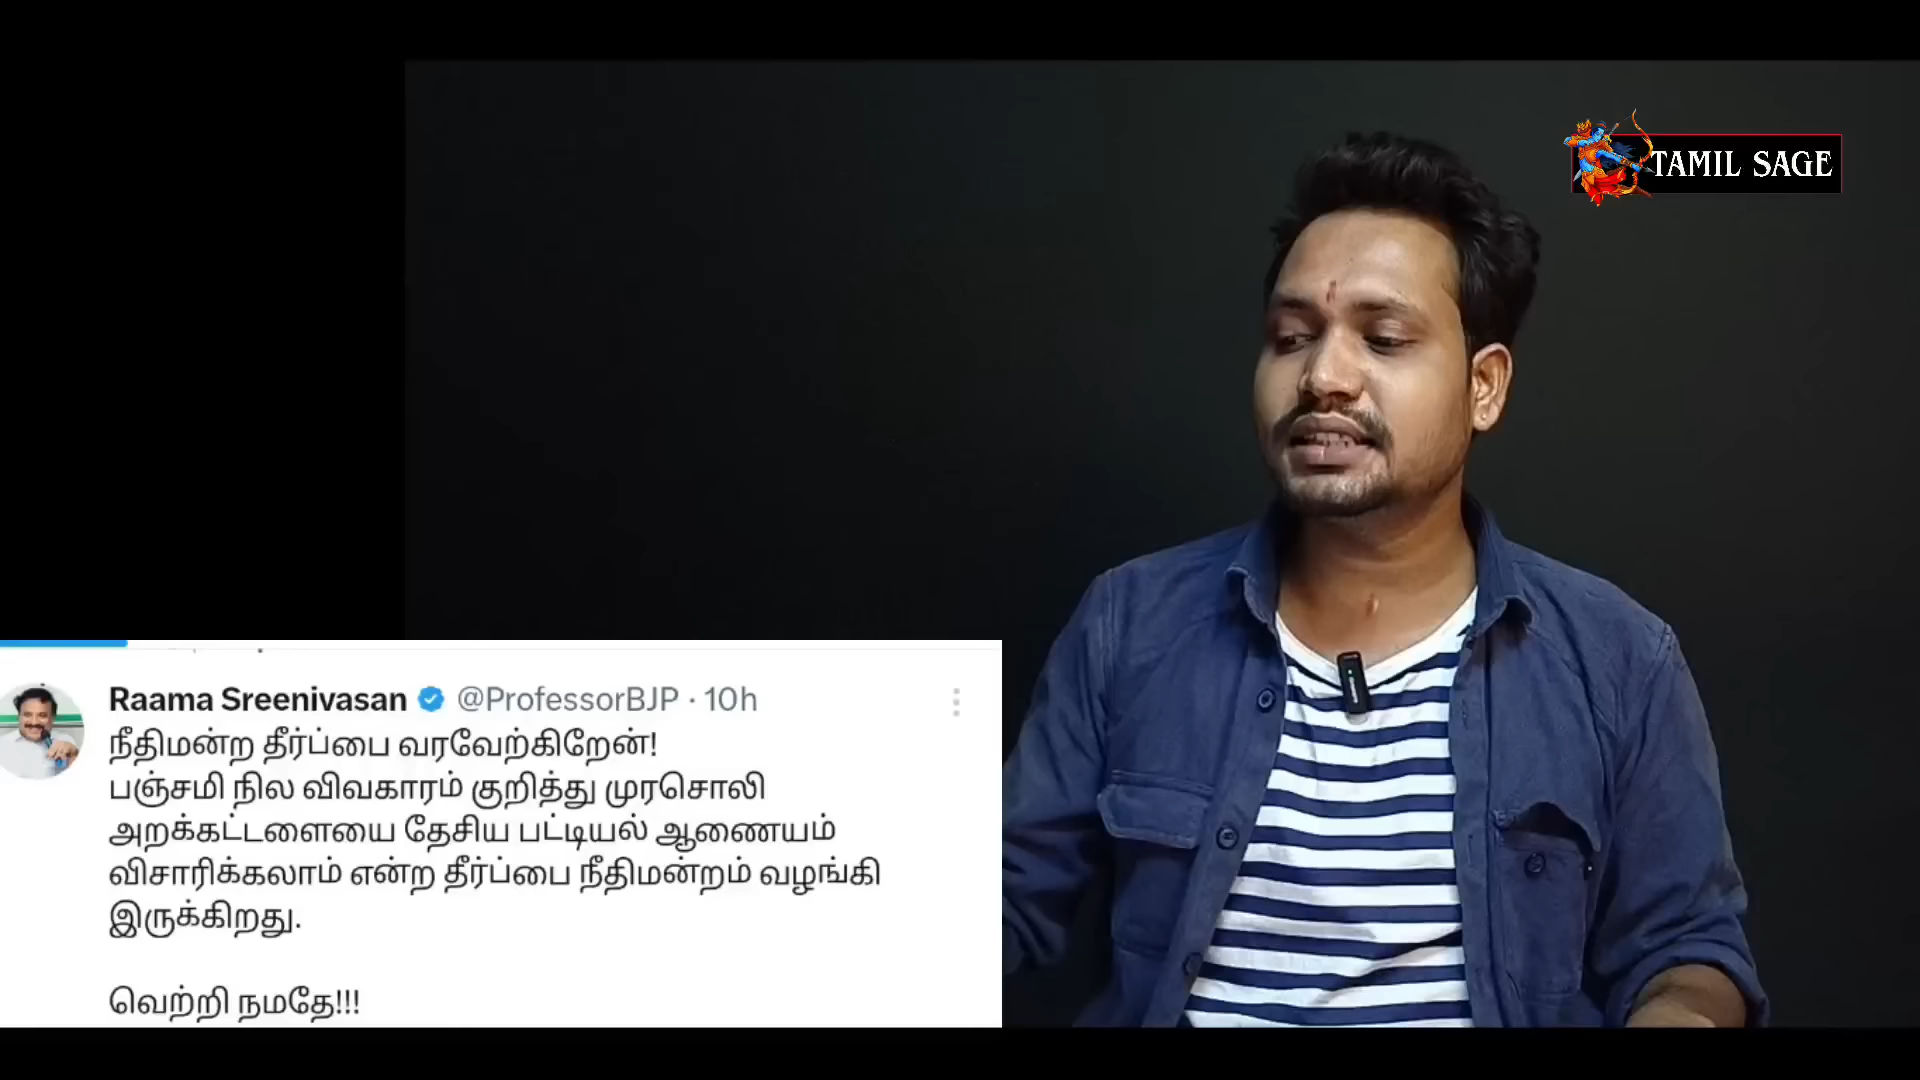 TAMIL SAGE
Raama Sreenivasan @ProfessorBJP · 10h
நீதிமன்ற தீர்ப்பை வரவேற்கிறேன்!
பஞ்சமி நில விவகாரம் குறித்து முரசொலி
அறக்கட்டளையை தேசிய பட்டியல் ஆணையம்
விசாரிக்கலாம் என்ற தீர்ப்பை நீதிமன்றம் வழங்கி
இருக்கிறது.
வெற்றி நமதே!!!